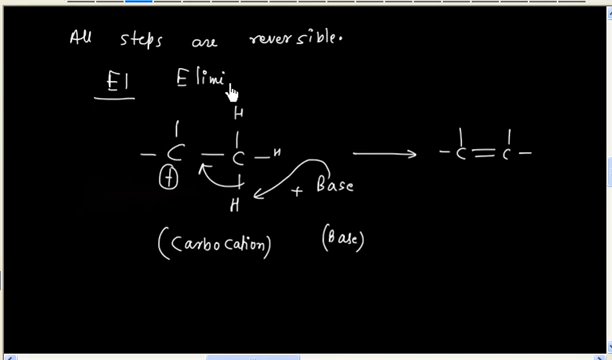 All steps are reversible.
E1 Elimi
H
- C - C - H
+ H + Base
- C = C -
(Carbocation) (Base)